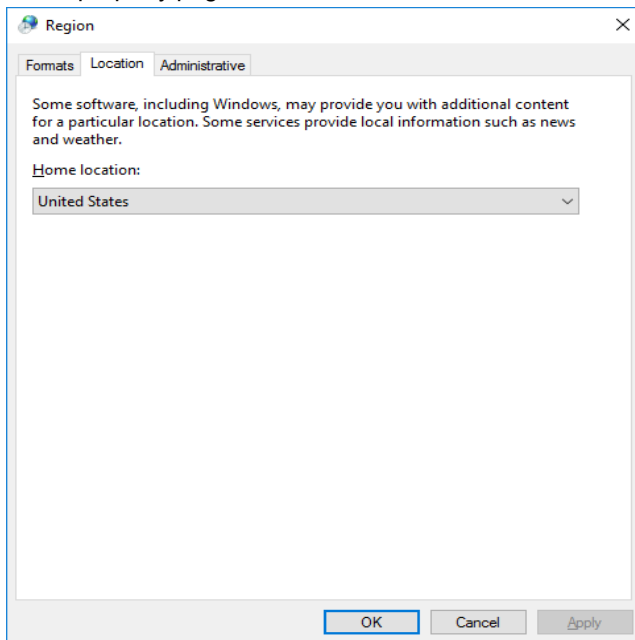 Region
Formats Location Administrative
Some software, including Windows, may provide you with additional content
for a particular location. Some services provide local information such as news
and weather.
Home location:
United States
OK Cancel Apply